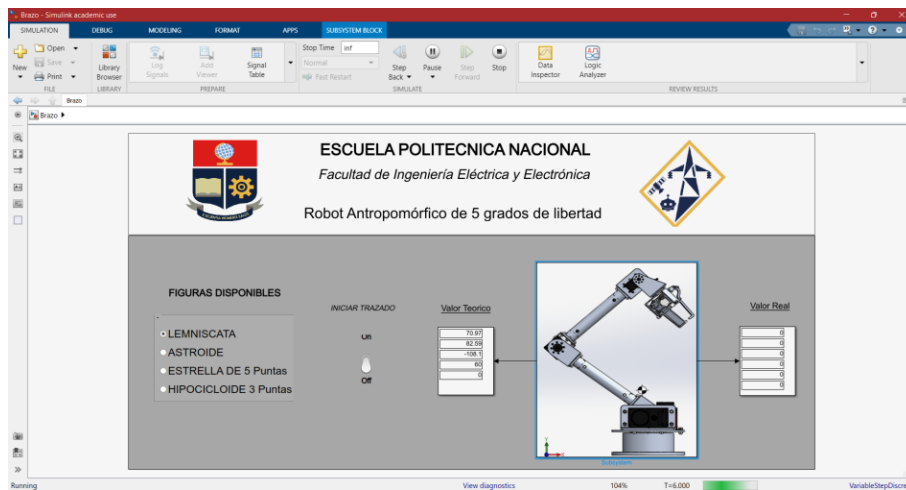 Brazo - Simulink academic use
SIMULATION DEBUG MODELING FORMAT APPS SUBSYSTEM BLOCK
New
Open
Save
Print
FILE
Library Browser
LIBRARY
Log Signals
Add Viewer
Signal Table
PREPARE
Stop Time inf
Normal
Fast Restart
Step Back
Pause
Step Forward
Stop
SIMULATE
Data Inspector
Logic Analyzer
REVIEW RESULTS
Brazo
Brazo
ESCUELA POLITECNICA NACIONAL
Facultad de Ingeniería Eléctrica y Electrónica
Robot Antropomórfico de 5 grados de libertad
FIGURAS DISPONIBLES
LEMNISCATA
ASTROIDE
ESTRELLA DE 5 Puntas
HIPOCICLOIDE 3 Puntas
INICIAR TRAZADO
On
Off
Valor Teorico
70.97
82.59
-108.1
60
0
Subsystem
Valor Real
0
0
0
0
0
0
Running View diagnostics 104% T=6.000 VariableStepDiscre